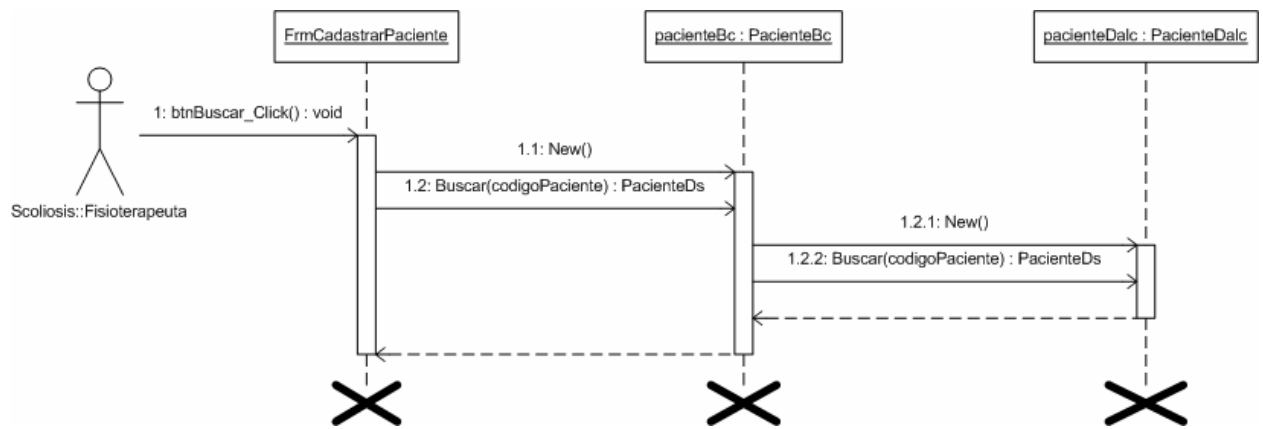 FrmCadastrarPaciente
pacienteBc : PacienteBc
pacienteDalc : PacienteDalc
1: btnBuscar_Click() : void
1.1: New()
1.2: Buscar(codigoPaciente) : PacienteDs
Scoliosis::Fisioterapeuta
1.2.1: New()
1.2.2: Buscar(codigoPaciente) : PacienteDs